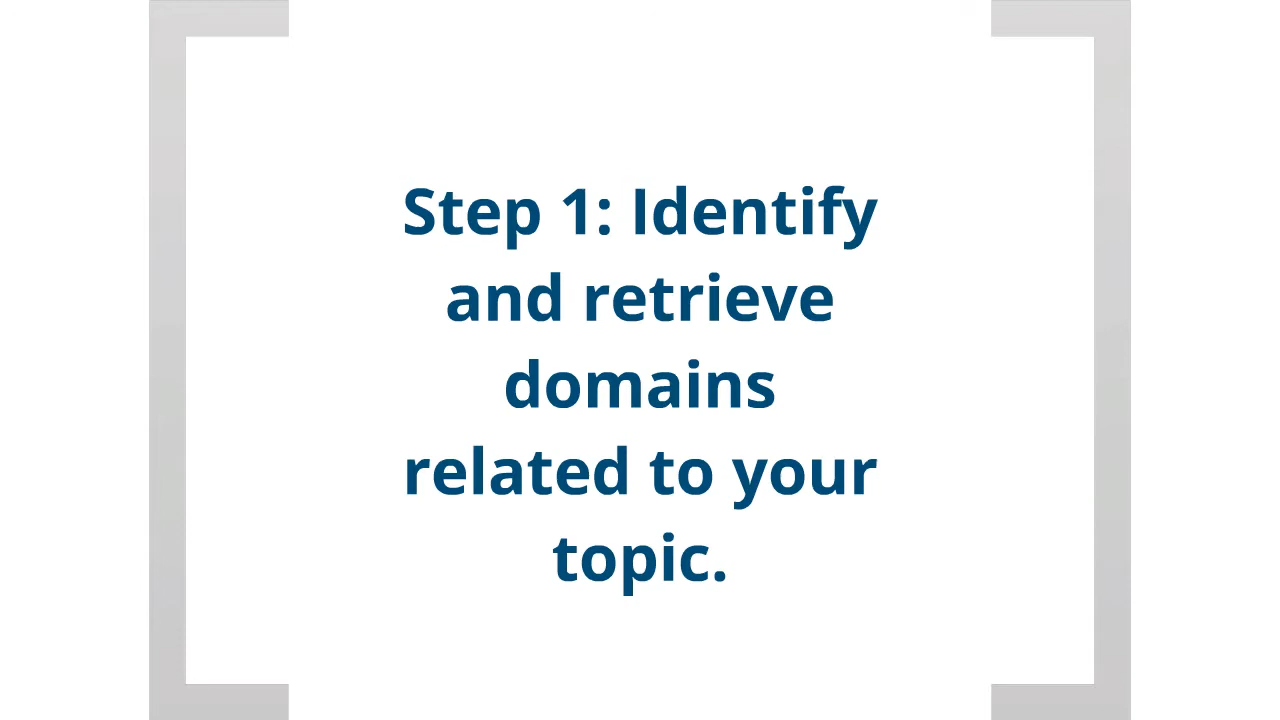 Step 1: Identify
and retrieve
domains
related to your
topic.